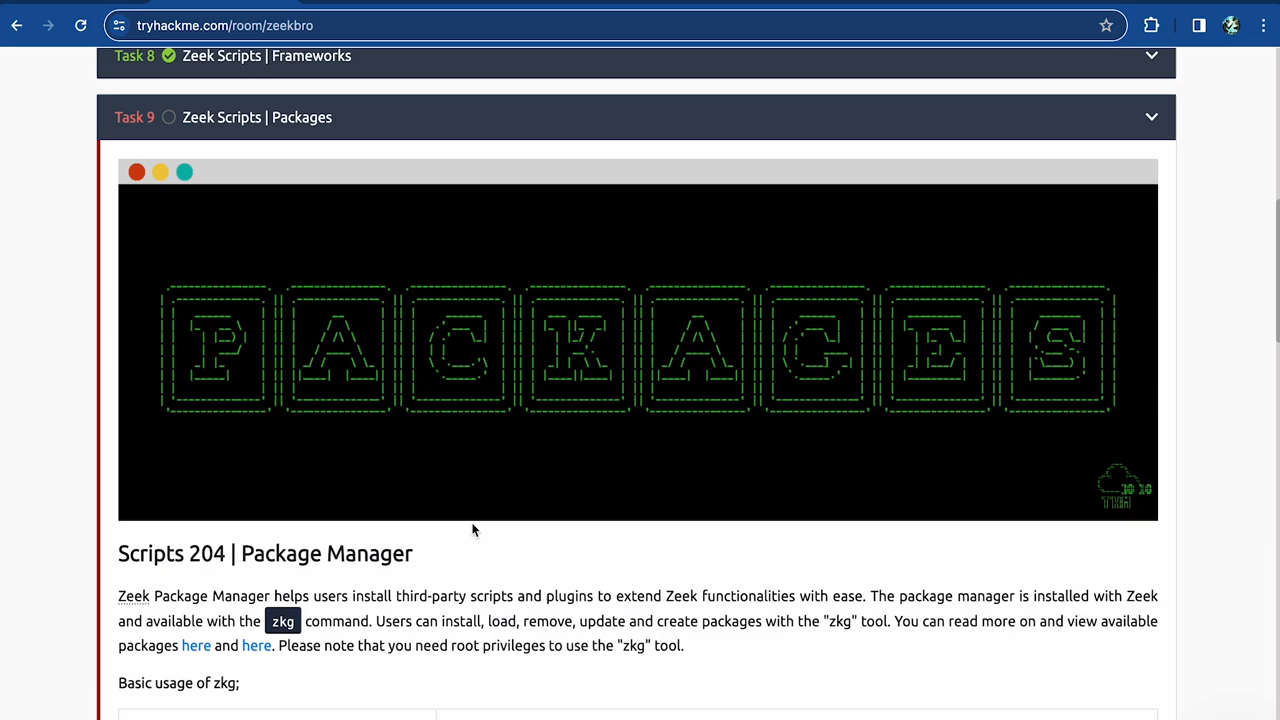 tryhackme.com/room/zeekbro
Task 8 Zeek Scripts | Frameworks
Task 9 Zeek Scripts | Packages
PACKAGES
10 10
THM
Scripts 204 | Package Manager
Zeek Package Manager helps users install third-party scripts and plugins to extend Zeek functionalities with ease. The package manager is installed with Zeek
and available with the zkg command. Users can install, load, remove, update and create packages with the "zkg" tool. You can read more on and view available
packages here and here. Please note that you need root privileges to use the "zkg" tool.
Basic usage of zkg;